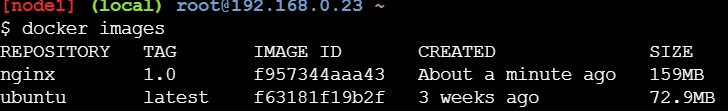 [node1] (local) root@192.168.0.23 ~
$ docker images
REPOSITORY TAG IMAGE ID CREATED SIZE
nginx 1.0 f957344aaa43 About a minute ago 159MB
ubuntu latest f63181f19b2f 3 weeks ago 72.9MB